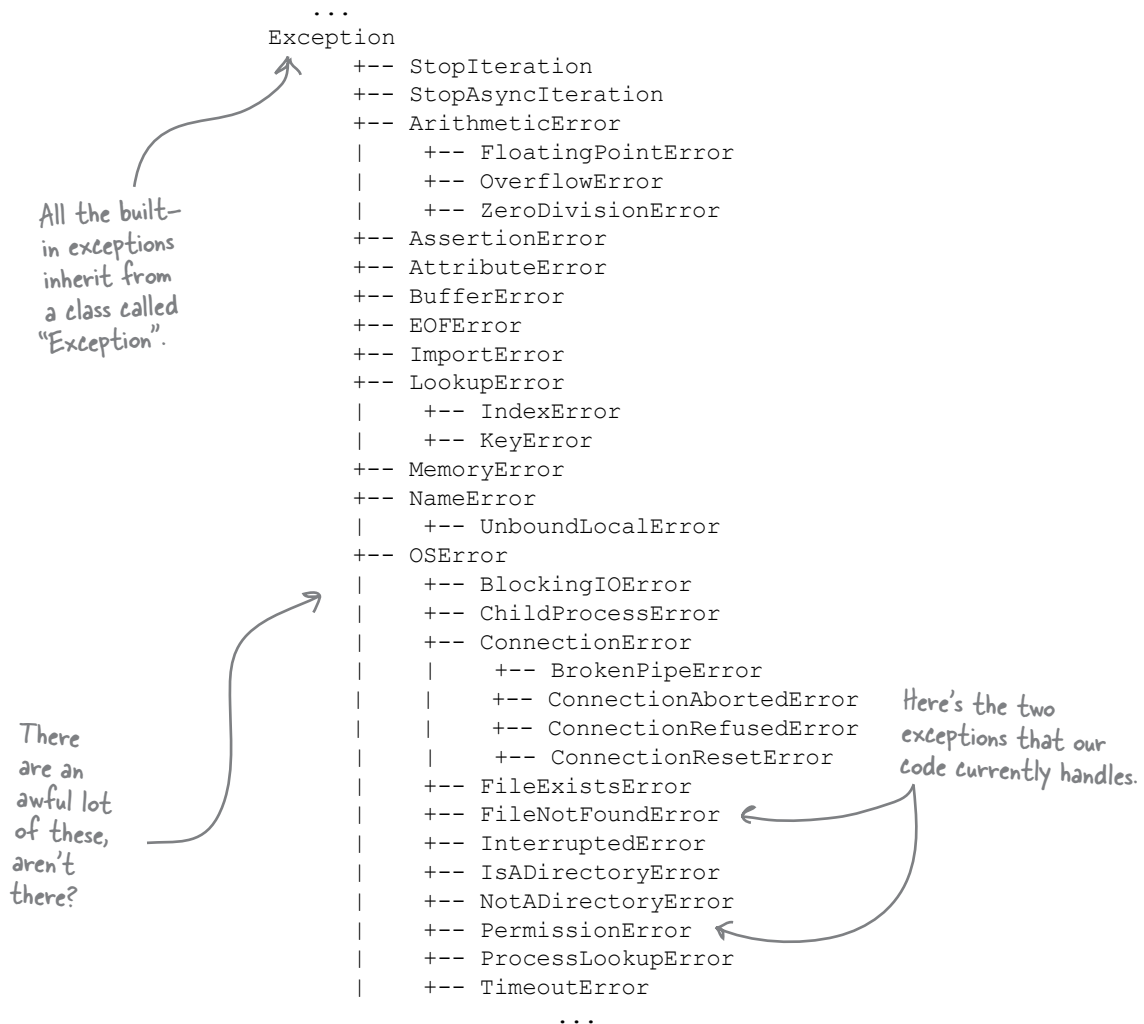 ...
Exception
+-- StopIteration
+-- StopAsyncIteration
+-- ArithmeticError
|    +-- FloatingPointError
|    +-- OverflowError
|    +-- ZeroDivisionError
+-- AssertionError
+-- AttributeError
+-- BufferError
+-- EOFError
+-- ImportError
+-- LookupError
|    +-- IndexError
|    +-- KeyError
+-- MemoryError
+-- NameError
|    +-- UnboundLocalError
+-- OSError
|    +-- BlockingIOError
|    +-- ChildProcessError
|    +-- ConnectionError
|    |    +-- BrokenPipeError
|    |    +-- ConnectionAbortedError
|    |    +-- ConnectionRefusedError
|    |    +-- ConnectionResetError
|    +-- FileExistsError
|    +-- FileNotFoundError
|    +-- InterruptedError
|    +-- IsADirectoryError
|    +-- NotADirectoryError
|    +-- PermissionError
|    +-- ProcessLookupError
|    +-- TimeoutError
...
All the built-
in exceptions
inherit from
a class called
“Exception”.
There
are an
awful lot
of these,
aren't
there?
Here's the two
exceptions that our
code currently handles.